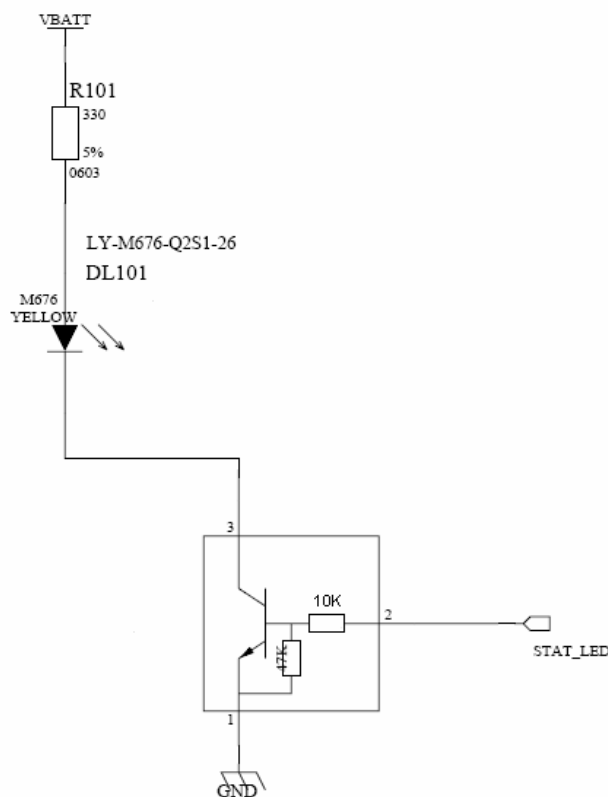 VBATT
R101
330
5%
0603
LY-M676-Q2S1-26
DL101
M676
YELLOW
3
10K
2
47K
STAT_LED
1
GND